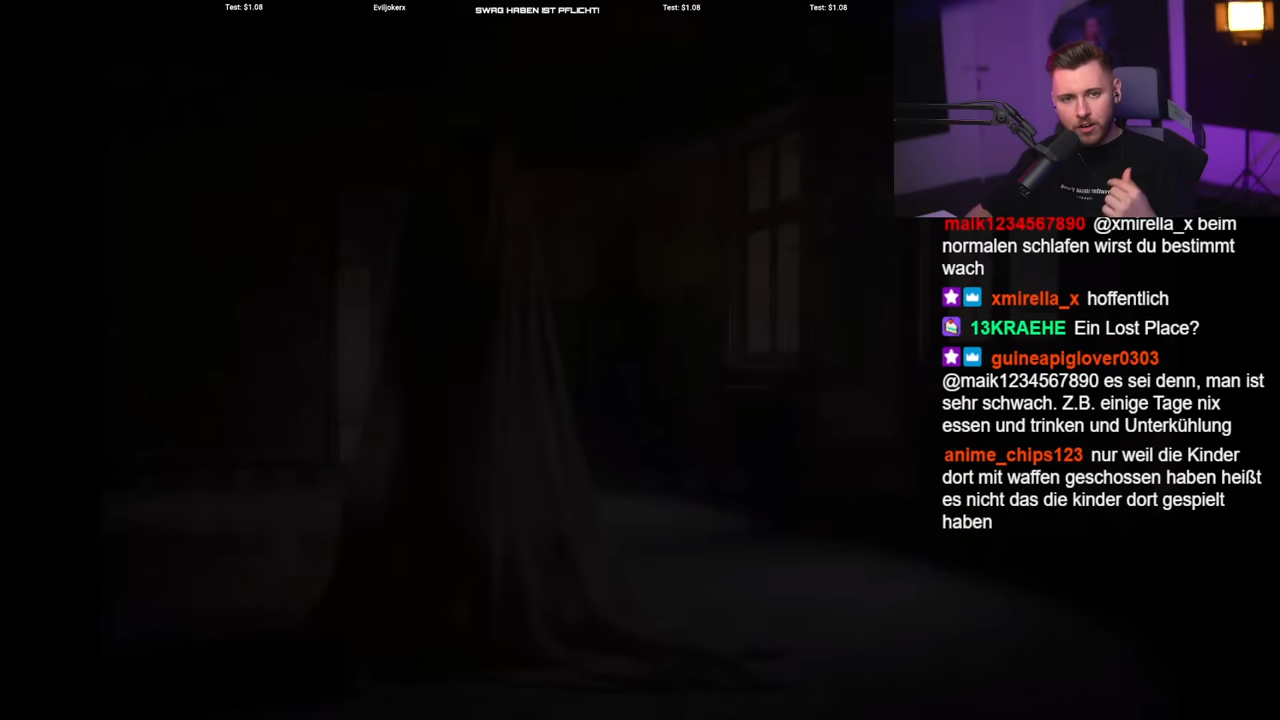 Test: $1.08
Eviljokerx
SWAG HABEN IST PFLICHT!
Test: $1.08
Test: $1.08
maik1234567890 @xmirella_x beim
normalen schlafen wirst du bestimmt
wach
xmirella_x hoffentlich
13KRAEHE Ein Lost Place?
guineapiglover0303
@maik1234567890 es sei denn, man ist
sehr schwach. Z.B. einige Tage nix
essen und trinken und Unterkühlung
anime_chips123 nur weil die Kinder
dort mit waffen geschossen haben heißt
es nicht das die kinder dort gespielt
haben